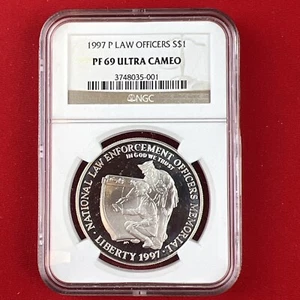 1997 P LAW OFFICERS S$1
PF 69 ULTRA CAMEO
3748035-001
NGC
NATIONAL LAW ENFORCEMENT OFFICERS MEMORIAL
IN GOD WE TRUST
LIBERTY 1997